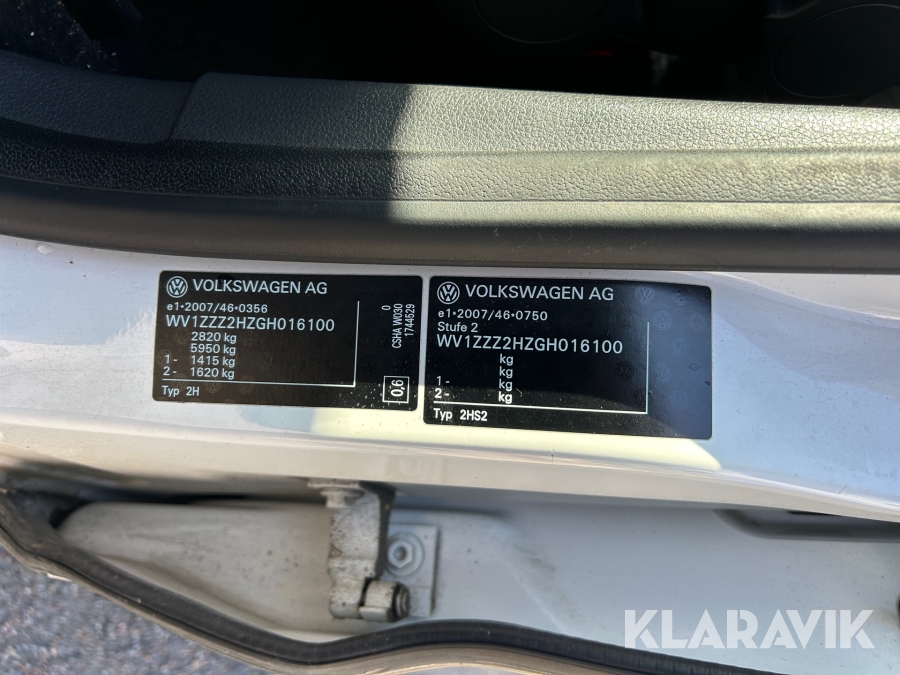 VOLKSWAGEN AG
e1*2007/46*0356
WV1ZZZ2HZGH016100
2820 kg
5950 kg
1- 1415 kg
2- 1620 kg
Typ 2H
0
CSHA W030
1744529
0,6
VOLKSWAGEN AG
e1*2007/46*0750
Stufe 2
WV1ZZZ2HZGH016100
kg
kg
1- kg
2- kg
Typ 2HS2
KLARAVIK